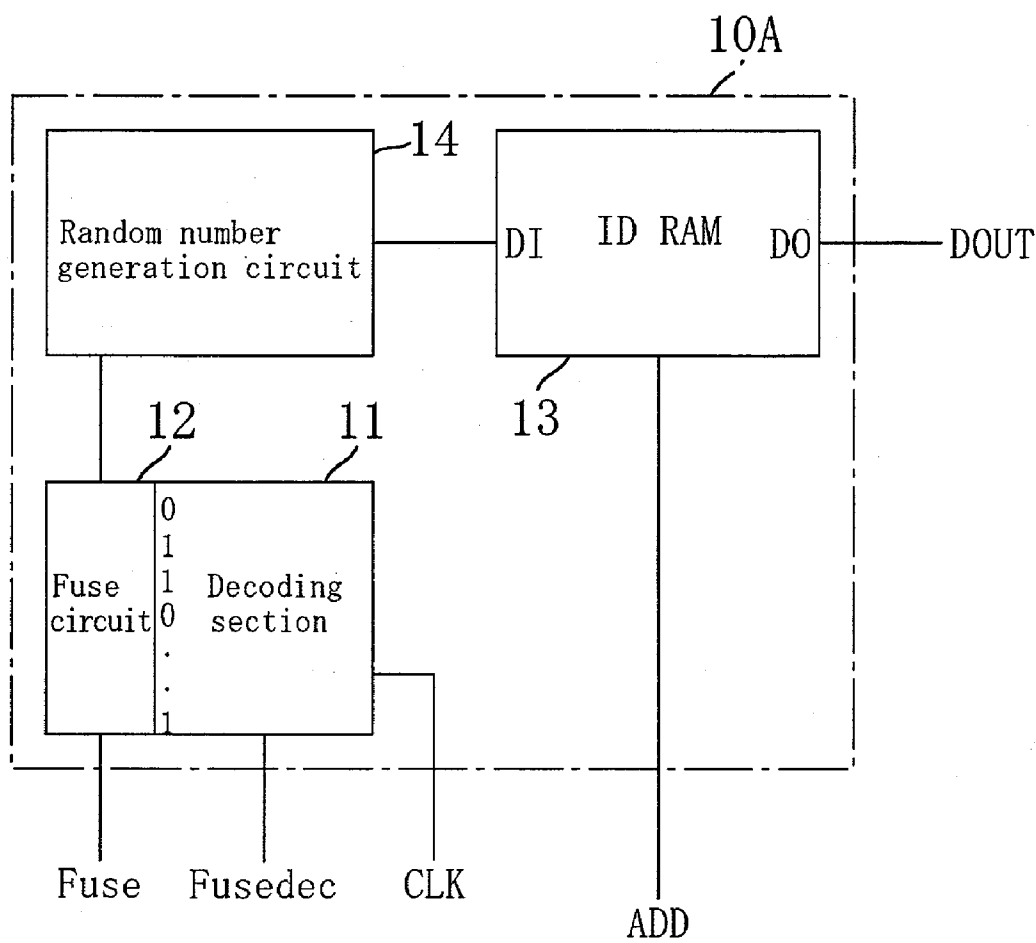 10A
14
Random number
generation circuit
DI
ID RAM
DO
DOUT
13
12
11
Fuse
circuit
0
1
1
0
.
.
1
Decoding
section
Fuse
Fusedec
CLK
ADD